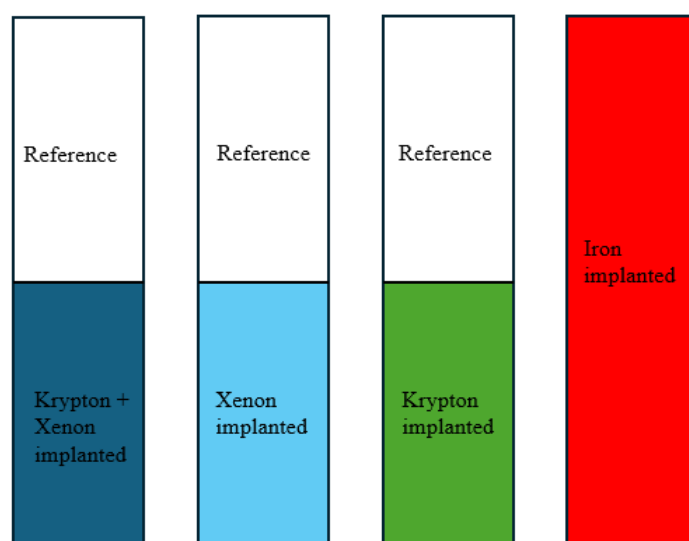 Reference
Reference
Reference
Iron
implanted
Krypton +
Xenon
implanted
Xenon
implanted
Krypton
implanted